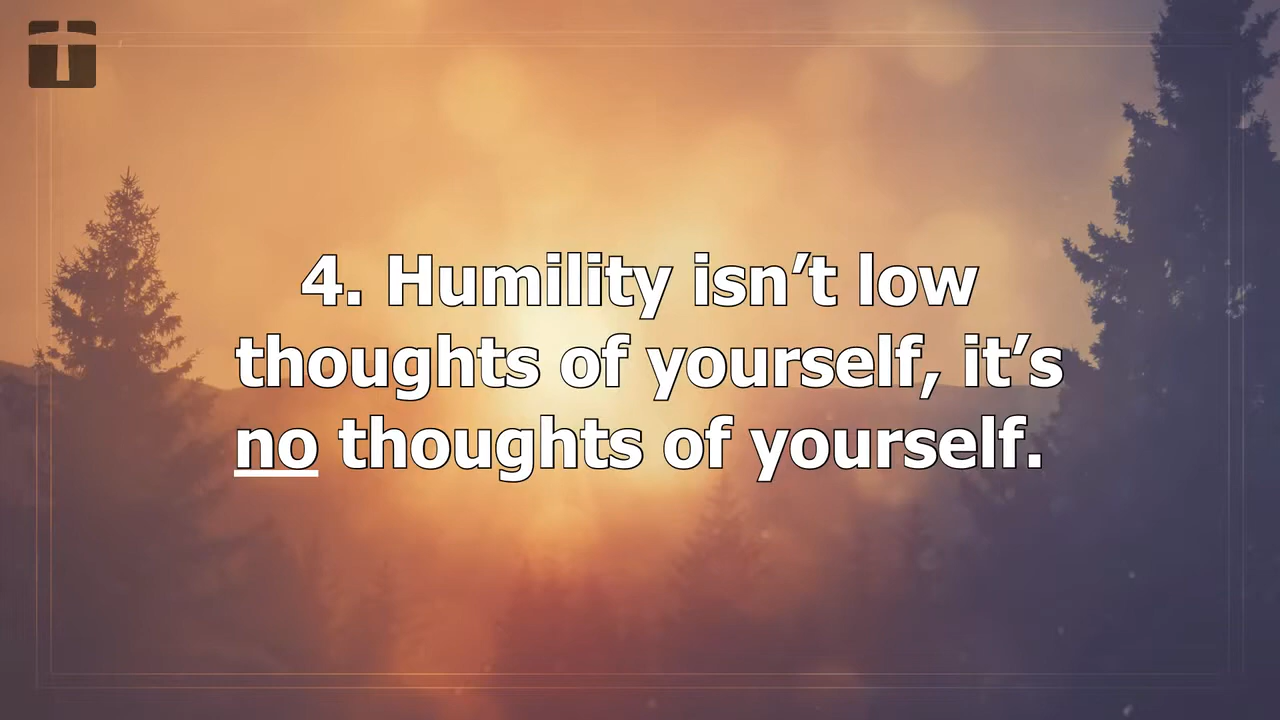 4. Humility isn’t low
thoughts of yourself, it’s
no thoughts of yourself.